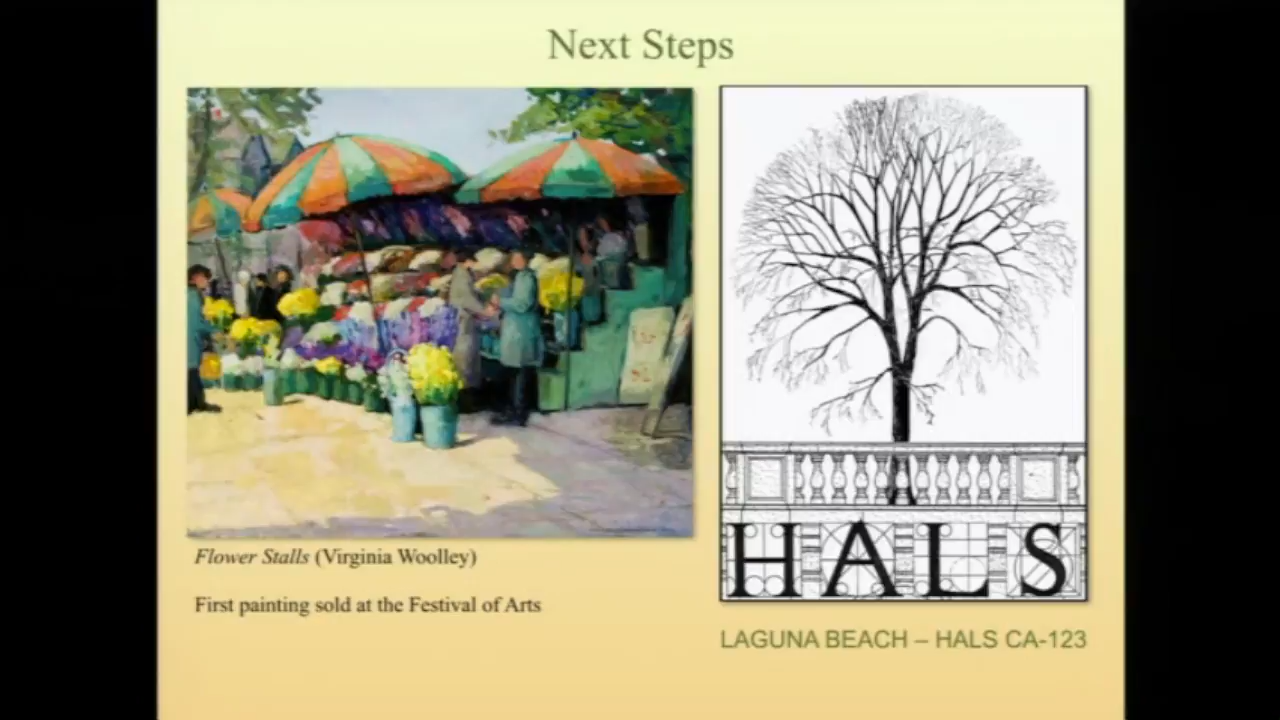 Next Steps
Flower Stalls (Virginia Woolley)
First painting sold at the Festival of Arts
HALS
LAGUNA BEACH – HALS CA-123